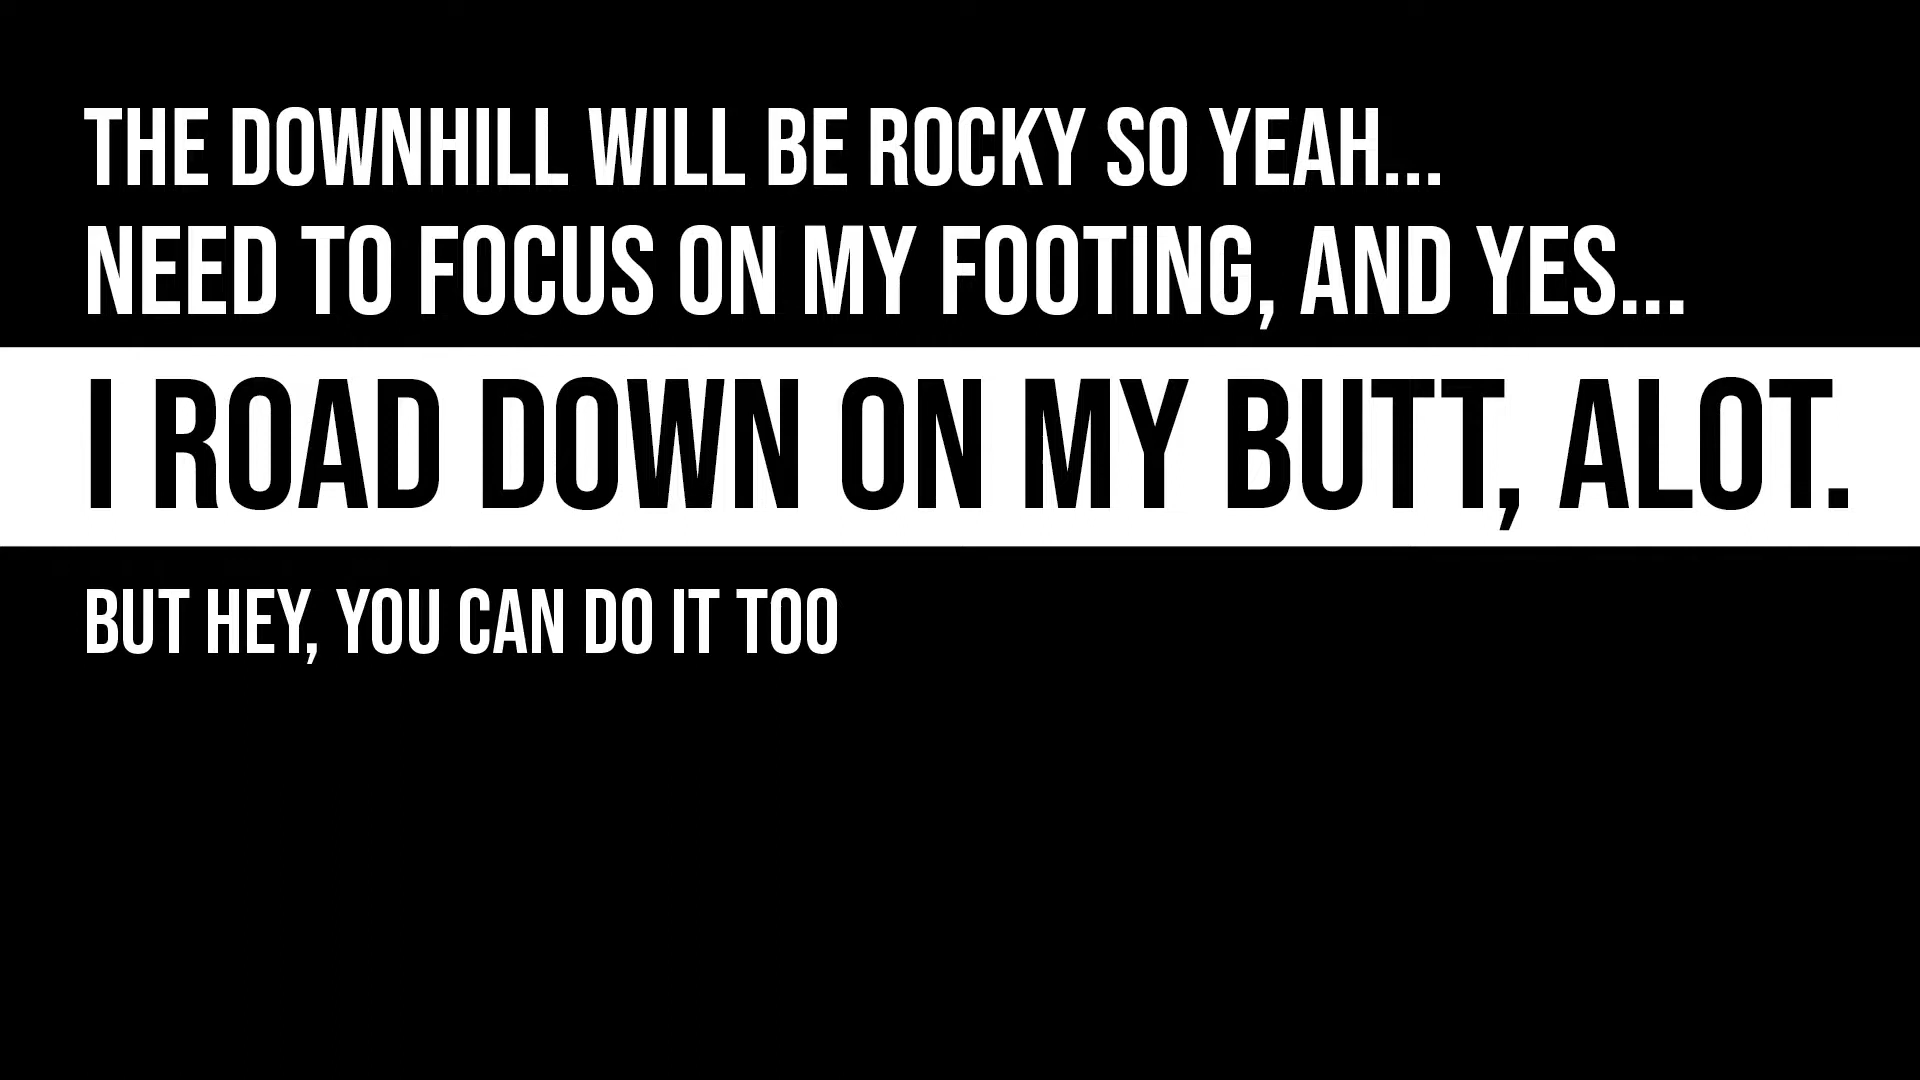 THE DOWNHILL WILL BE ROCKY SO YEAH...
NEED TO FOCUS ON MY FOOTING, AND YES...
I ROAD DOWN ON MY BUTT, ALOT.
BUT HEY, YOU CAN DO IT TOO